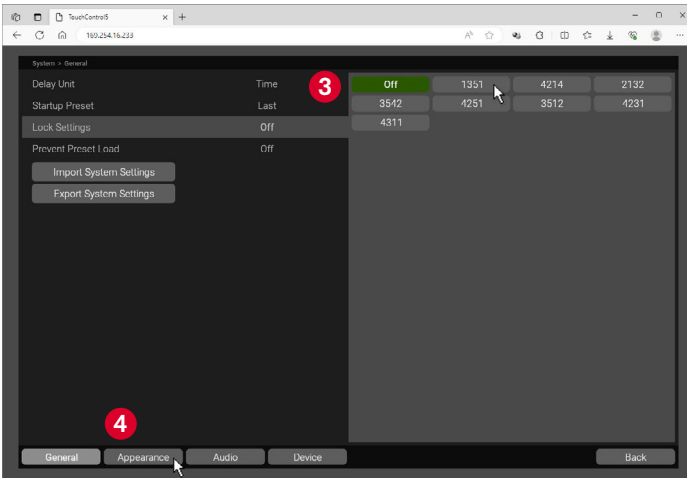 TouchControl5
169.254.16.233
System > General
Delay Unit Time
Startup Preset Last
Lock Settings Off
Prevent Preset Load Off
Import System Settings
Export System Settings
3
Off 1351 4214 2132
3542 4251 3512 4231
4311
4
General Appearance Audio Device Back